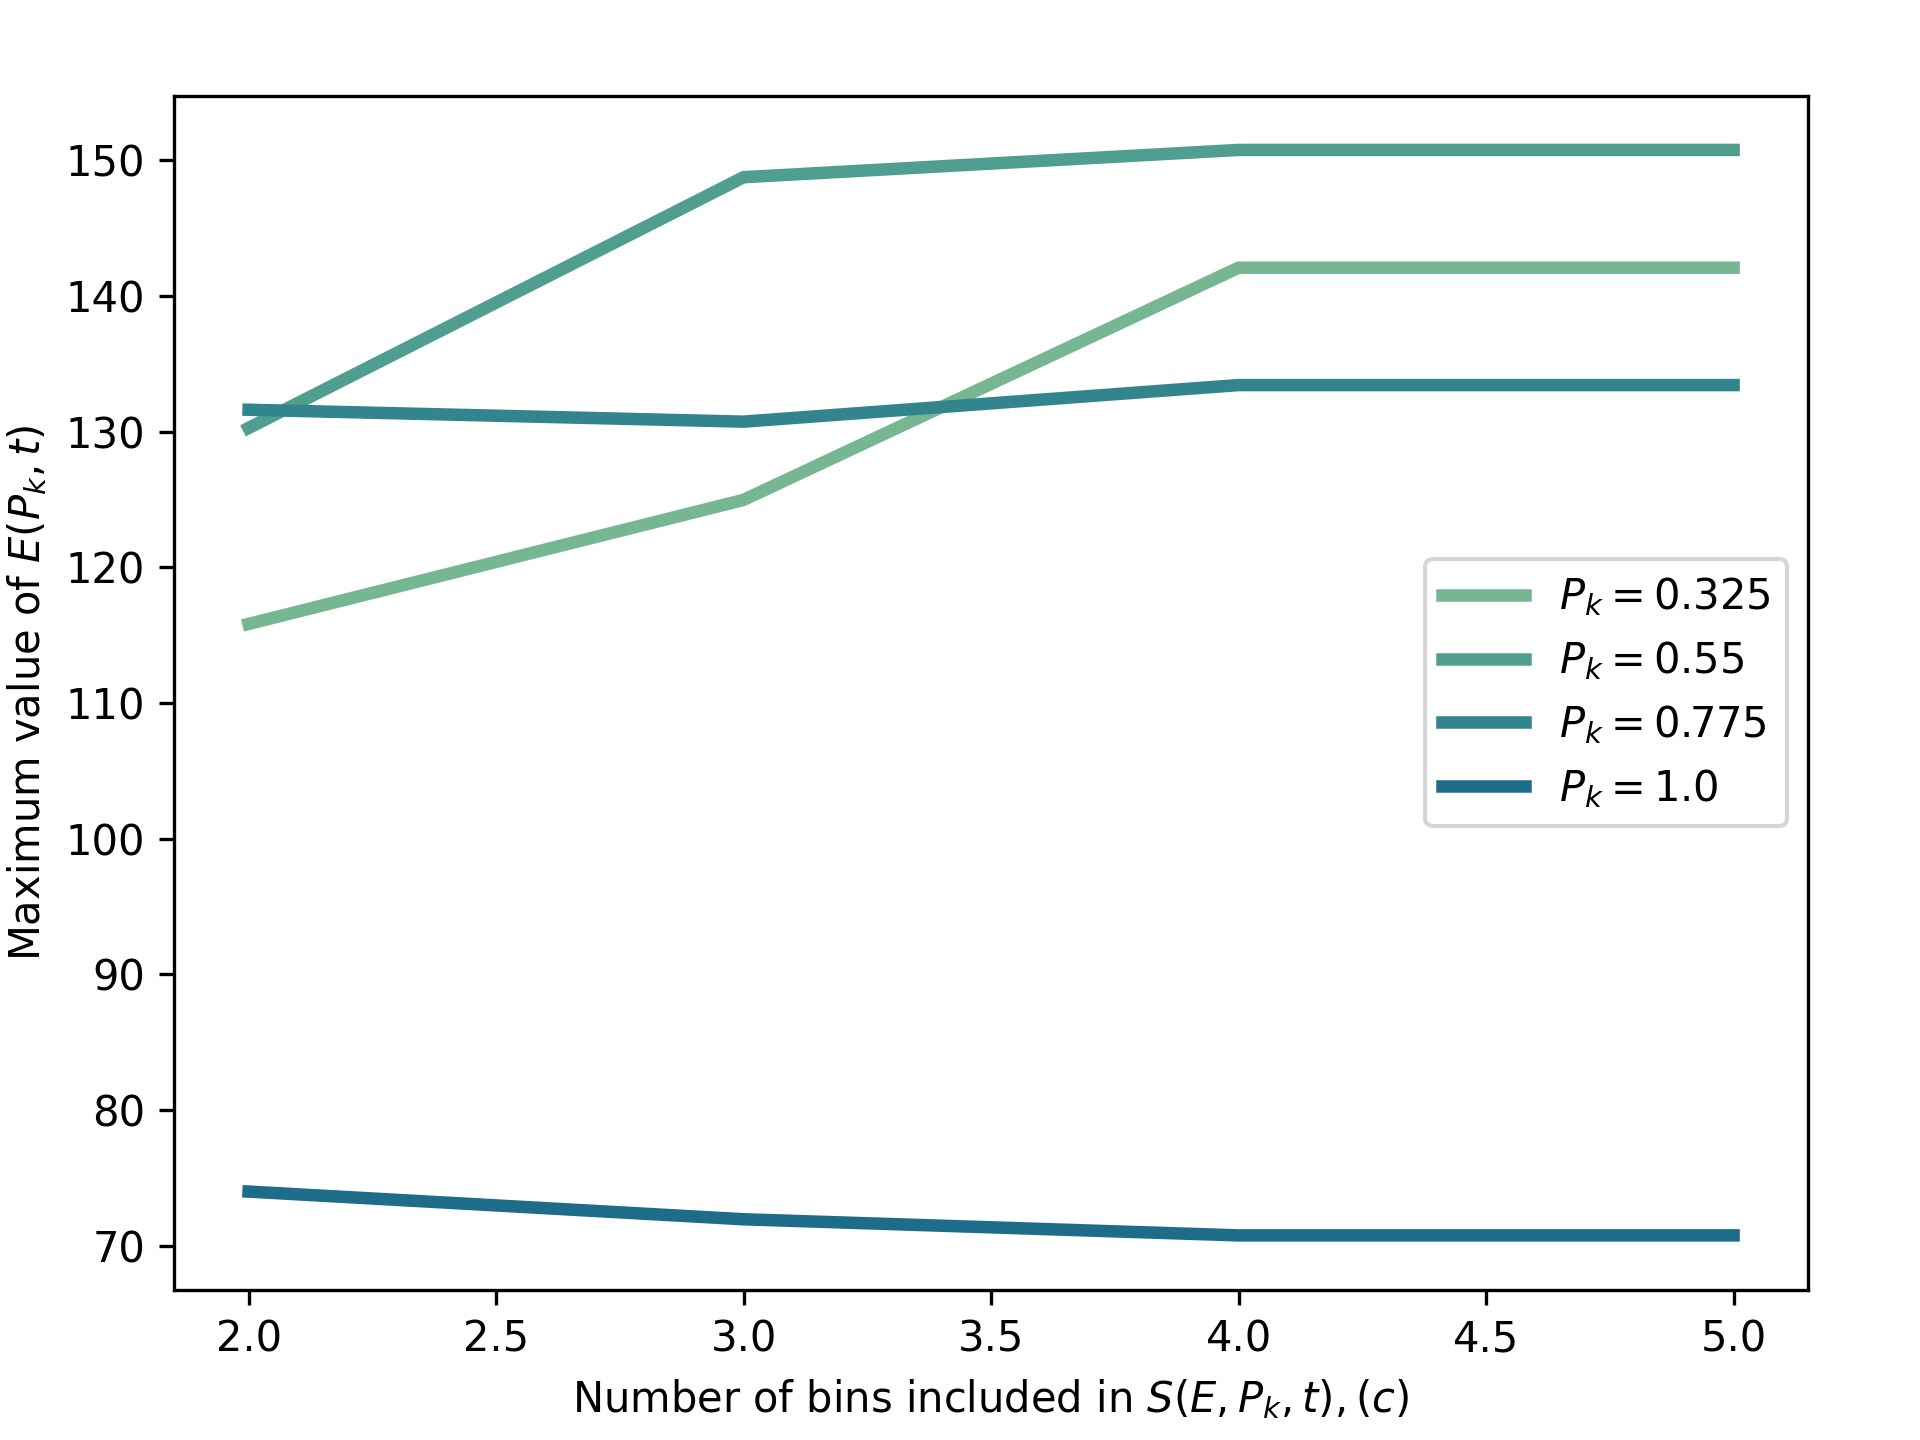 150
140
130
120
110
100
90
80
70
Maximum value of E(P_k, t)
P_k = 0.325
P_k = 0.55
P_k = 0.775
P_k = 1.0
2.0 2.5 3.0 3.5 4.0 4.5 5.0
Number of bins included in S(E, P_k, t), (c)